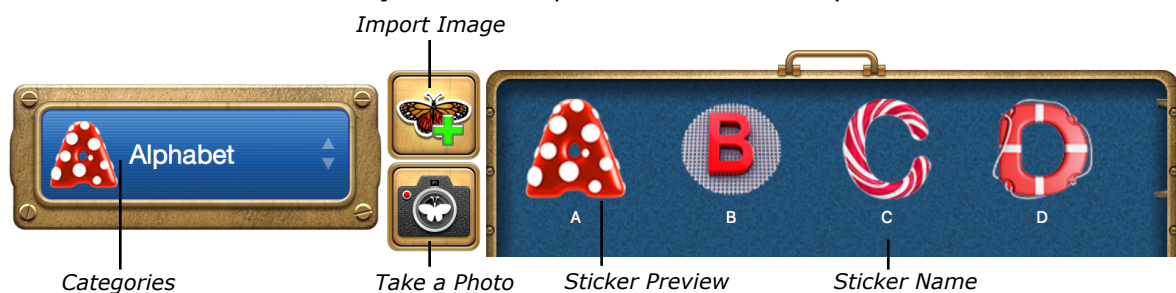 Import Image
Alphabet
A
B
C
D
Categories
Take a Photo
Sticker Preview
Sticker Name